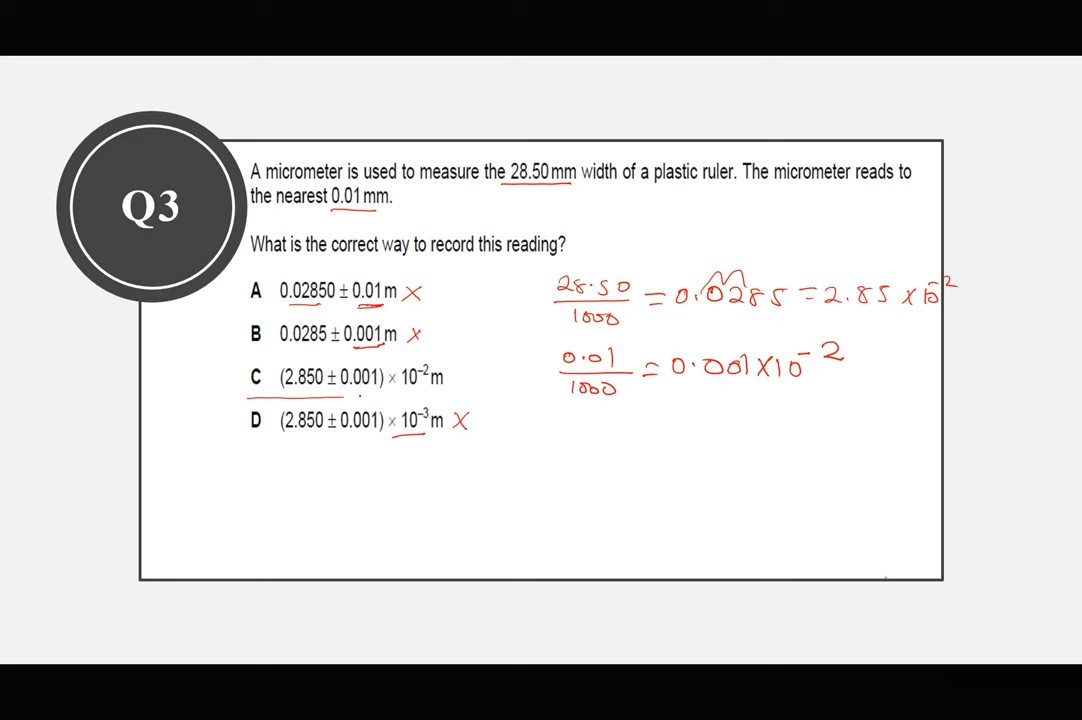 Q3
A micrometer is used to measure the 28.50 mm width of a plastic ruler. The micrometer reads to
the nearest 0.01 mm.
What is the correct way to record this reading?
A 0.02850 ± 0.01 m ×
B 0.0285 ± 0.001 m ×
C (2.850 ± 0.001) × 10⁻² m
D (2.850 ± 0.001) × 10⁻³ m ×
28.50
1000
= 0.0285 = 2.85 × 10⁻²
0.01
1000
= 0.001 × 10⁻²